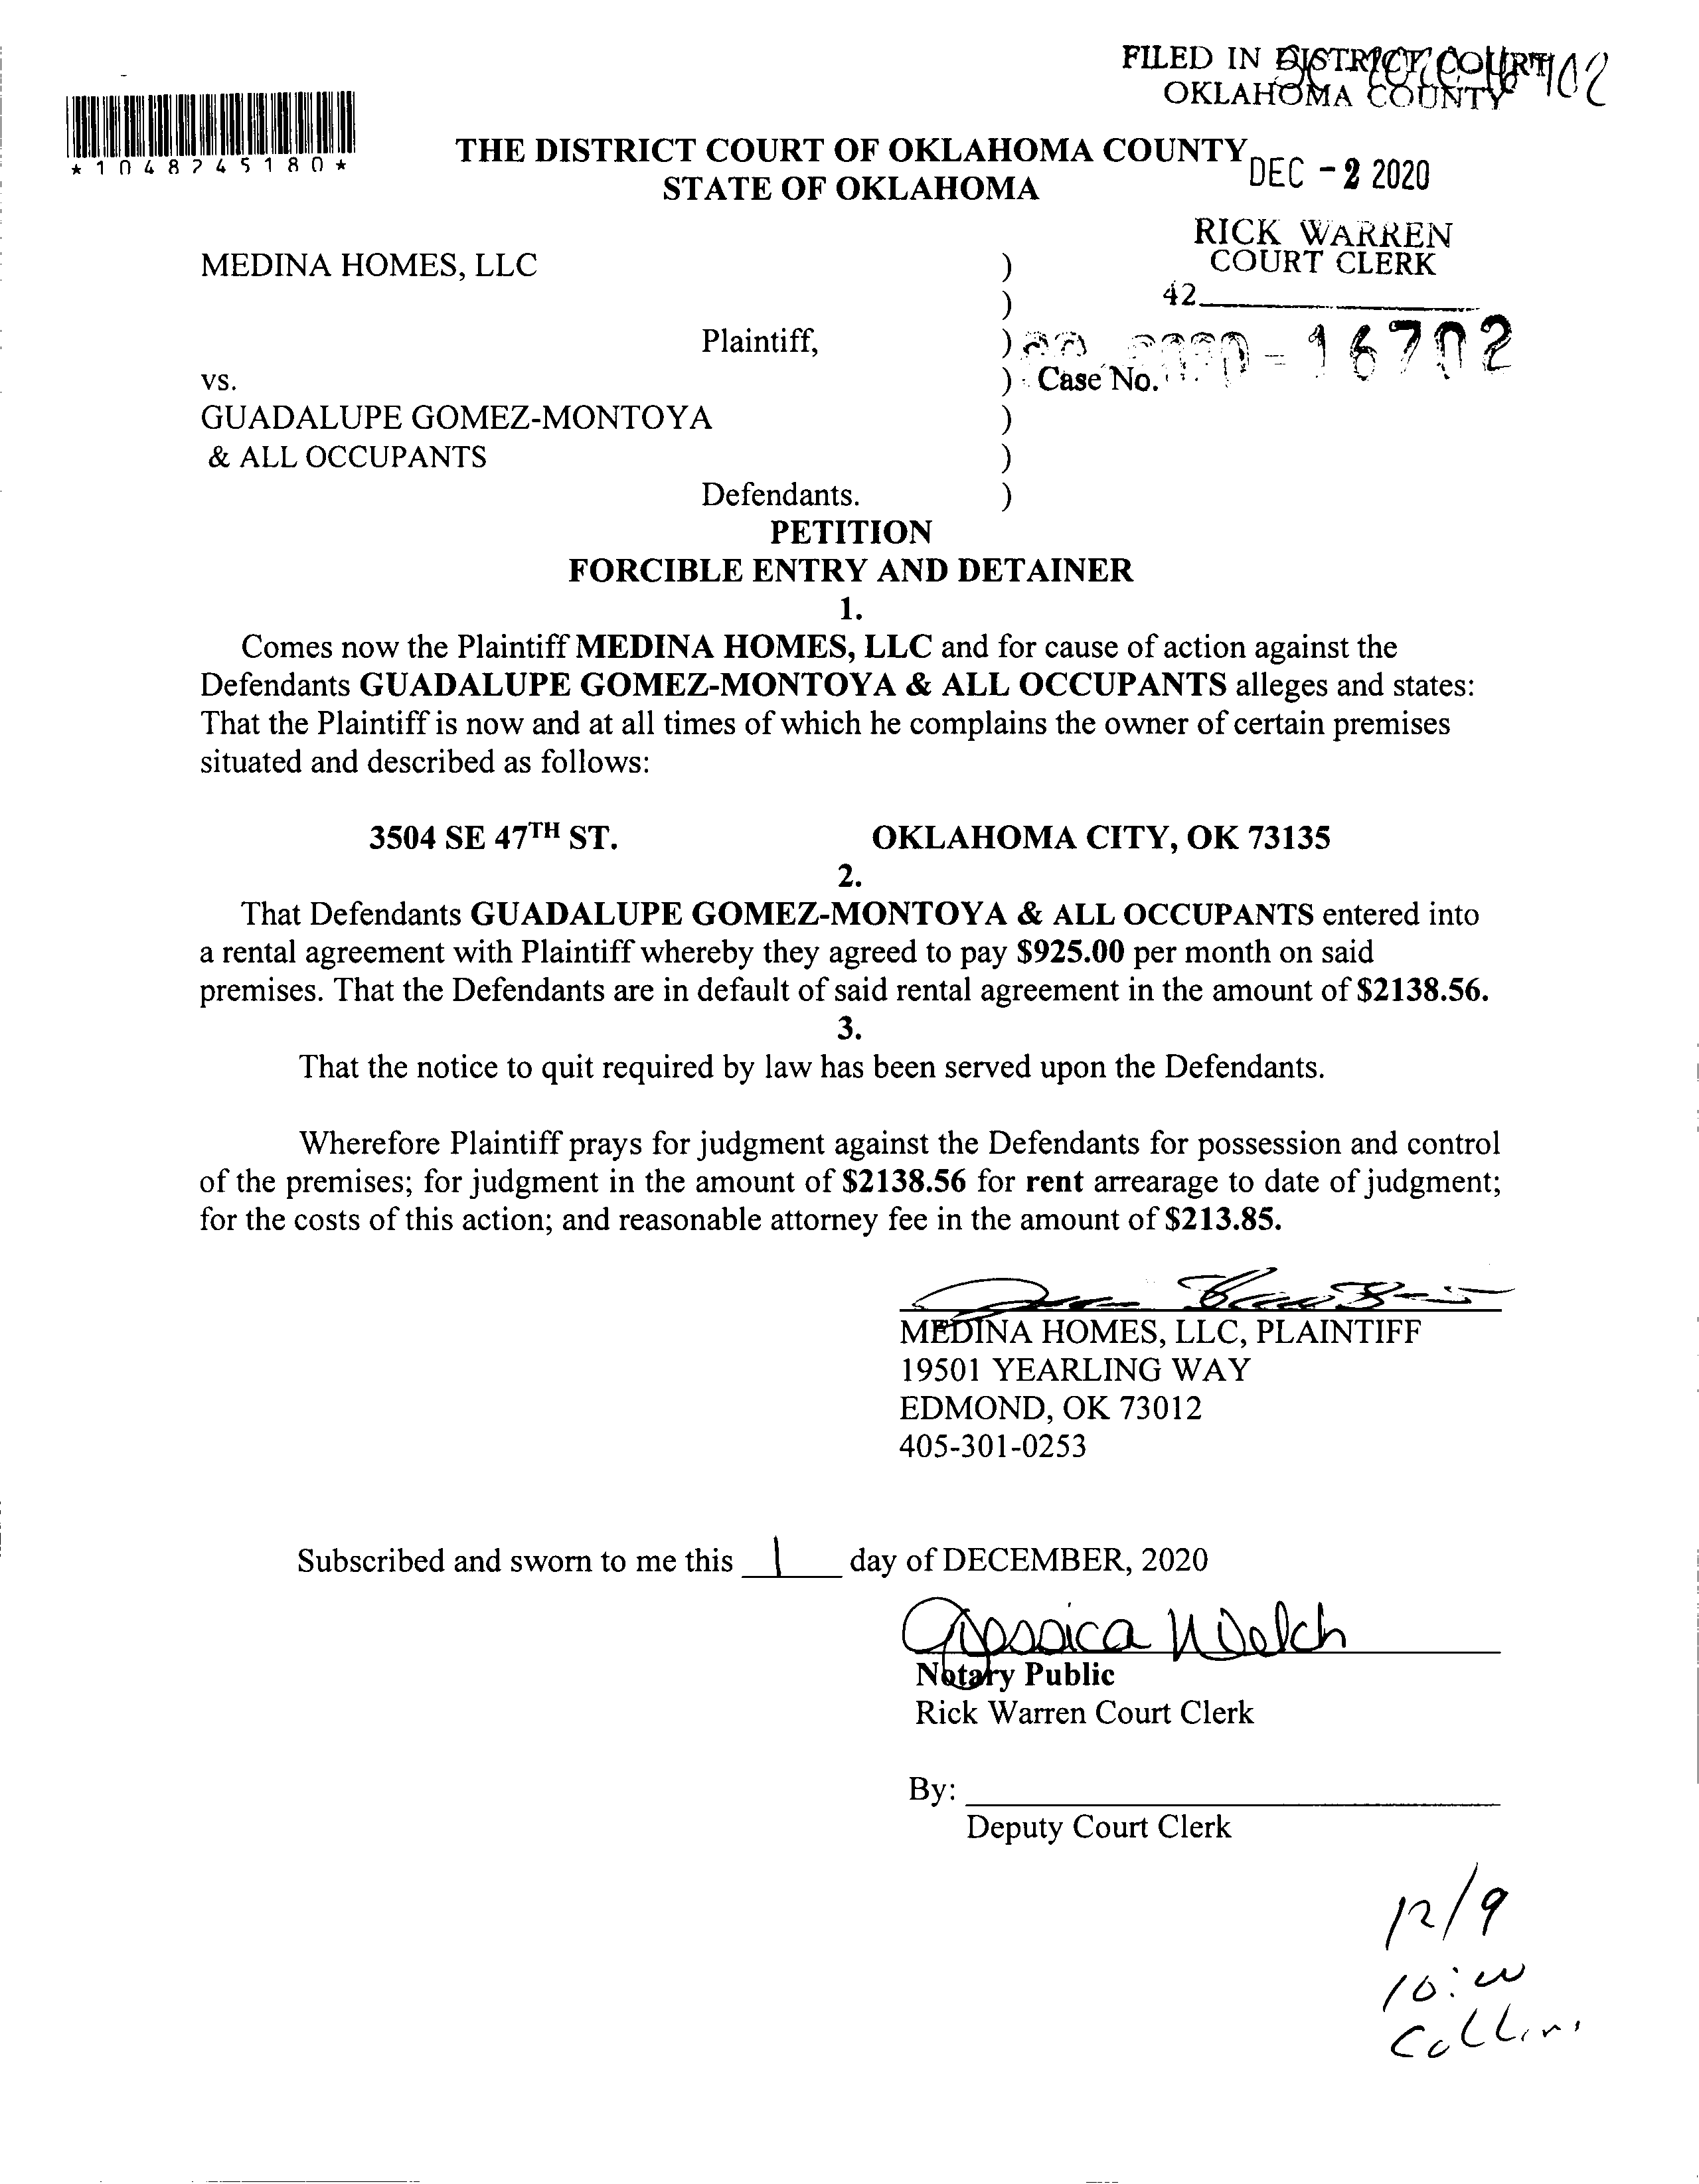 FILED IN DISTRICT COURT
OKLAHOMA COUNTY
*1048245180*
THE DISTRICT COURT OF OKLAHOMA COUNTY
DEC - 2 2020
STATE OF OKLAHOMA
RICK WARREN
COURT CLERK
MEDINA HOMES, LLC )
) 42
Plaintiff, ) -16702
vs. ) Case No.
GUADALUPE GOMEZ-MONTOYA )
& ALL OCCUPANTS )
Defendants. )
PETITION
FORCIBLE ENTRY AND DETAINER
1.
Comes now the Plaintiff MEDINA HOMES, LLC and for cause of action against the
Defendants GUADALUPE GOMEZ-MONTOYA & ALL OCCUPANTS alleges and states:
That the Plaintiff is now and at all times of which he complains the owner of certain premises
situated and described as follows:
3504 SE 47TH ST. OKLAHOMA CITY, OK 73135
2.
That Defendants GUADALUPE GOMEZ-MONTOYA & ALL OCCUPANTS entered into
a rental agreement with Plaintiff whereby they agreed to pay $925.00 per month on said
premises. That the Defendants are in default of said rental agreement in the amount of $2138.56.
3.
That the notice to quit required by law has been served upon the Defendants.
Wherefore Plaintiff prays for judgment against the Defendants for possession and control
of the premises; for judgment in the amount of $2138.56 for rent arrearage to date of judgment;
for the costs of this action; and reasonable attorney fee in the amount of $213.85.
MEDINA HOMES, LLC, PLAINTIFF
19501 YEARLING WAY
EDMOND, OK 73012
405-301-0253
Subscribed and sworn to me this 1 day of DECEMBER, 2020
Jessica Welch
Notary Public
Rick Warren Court Clerk
By:
Deputy Court Clerk
12/9
10:00
Collins